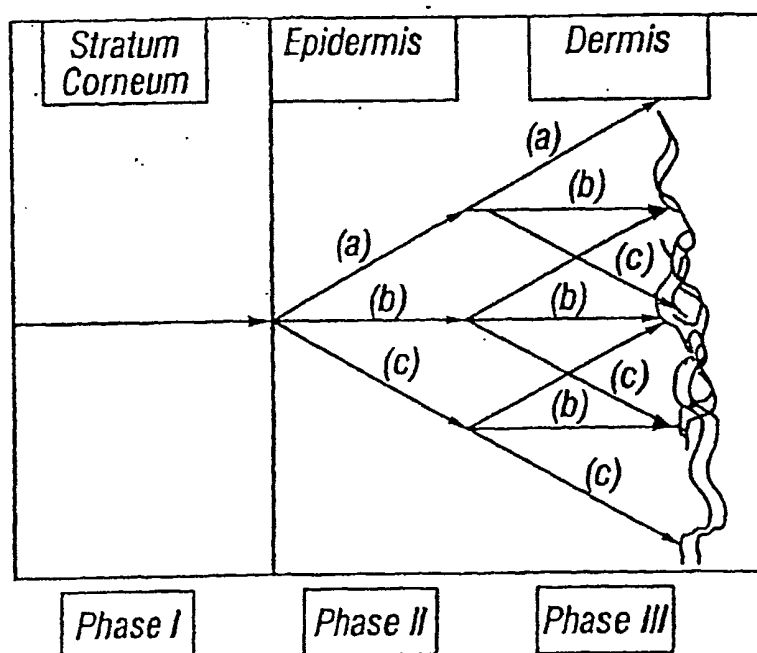 Stratum
Corneum
Epidermis
Dermis
(a)
(b)
(a)
(c)
(b)
(b)
(c)
(c)
(b)
(c)
Phase I
Phase II
Phase III